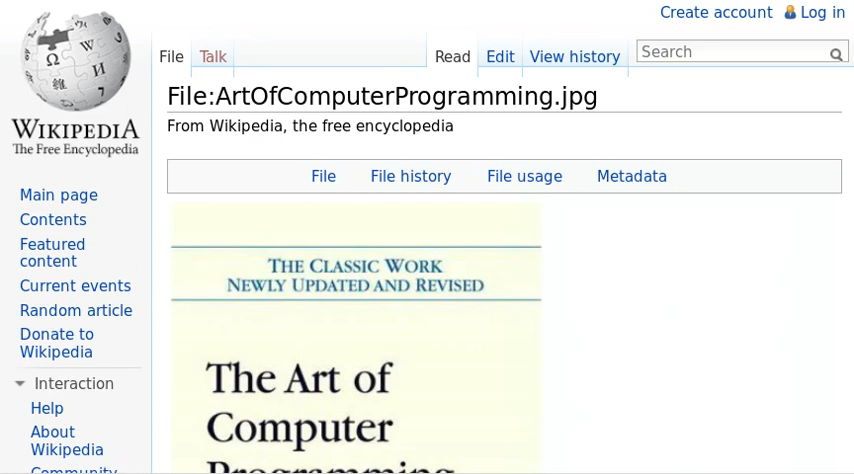 Create account Log in
File Talk Read Edit View history Search
File:ArtOfComputerProgramming.jpg
From Wikipedia, the free encyclopedia
File File history File usage Metadata
WIKIPEDIA
The Free Encyclopedia
Main page
Contents
Featured
content
Current events
Random article
Donate to
Wikipedia
Interaction
Help
About
Wikipedia
Community
THE CLASSIC WORK
NEWLY UPDATED AND REVISED
The Art of
Computer
Programming